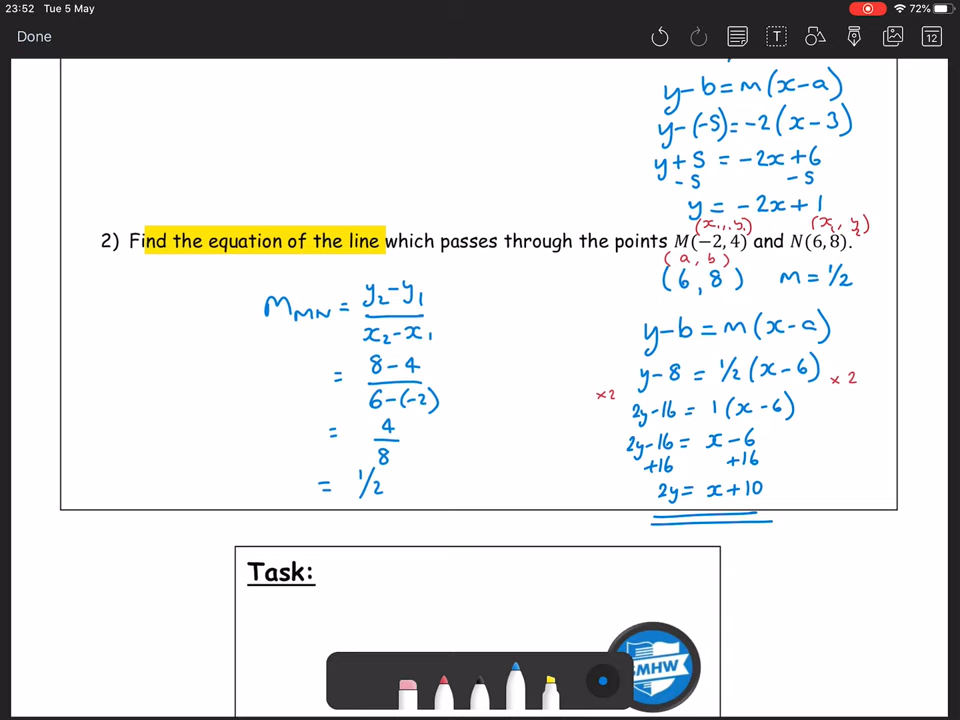 23:52 Tue 5 May 72%
Done
T 12
y-b=m(x-a)
y-(-5)=-2(x-3)
y+5 = -2x+6
-5 -5
y = -2x+1
(x₁, y₁) (x₂, y₂)
2) Find the equation of the line which passes through the points M(−2,4) and N(6,8).
(a, b)
(6,8) m=½
m_MN = y₂-y₁
x₂-x₁
= 8-4
6-(-2)
= 4
8
= ½
y-b=m(x-a)
y-8 = ½(x-6) ×2
×2
2y-16 = 1(x-6)
2y-16 = x-6
+16 +16
2y= x+10
Task:
SMHW